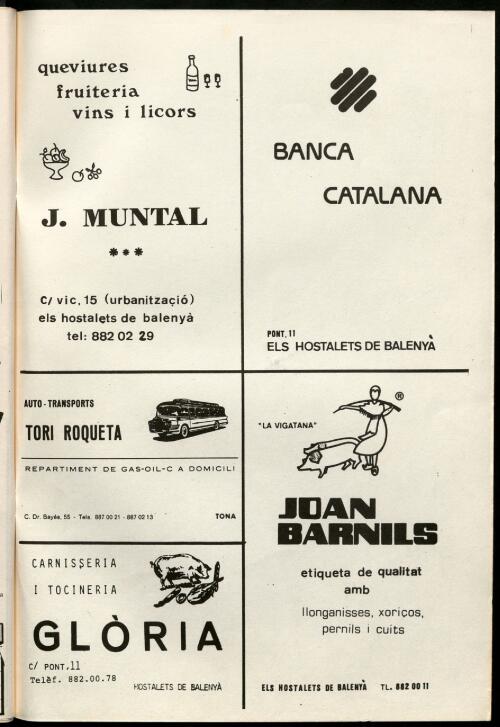 queviures
fruiteria
vins i licors
J. MUNTAL
***
C/ vic, 15 (urbanització)
els hostalets de balenyà
tel: 882 02 29
BANCA
CATALANA
PONT, 11
ELS HOSTALETS DE BALENYÀ
AUTO-TRANSPORTS
TORI ROQUETA
REPARTIMENT DE GAS-OIL-C A DOMICILI
C. Dr. Bayés, 55 - Tels. 887 00 21 - 887 02 13 TONA
CARNISSERIA
I TOCINERIA
GLÒRIA
C/ PONT,11
Telèf. 882.00.78
HOSTALETS DE BALENYÀ
®
"LA VIGATANA"
JOAN
BARNILS
etiqueta de qualitat
amb
llonganisses, xoriços,
pernils i cuits
ELS HOSTALETS DE BALENYÀ TL. 882 00 11